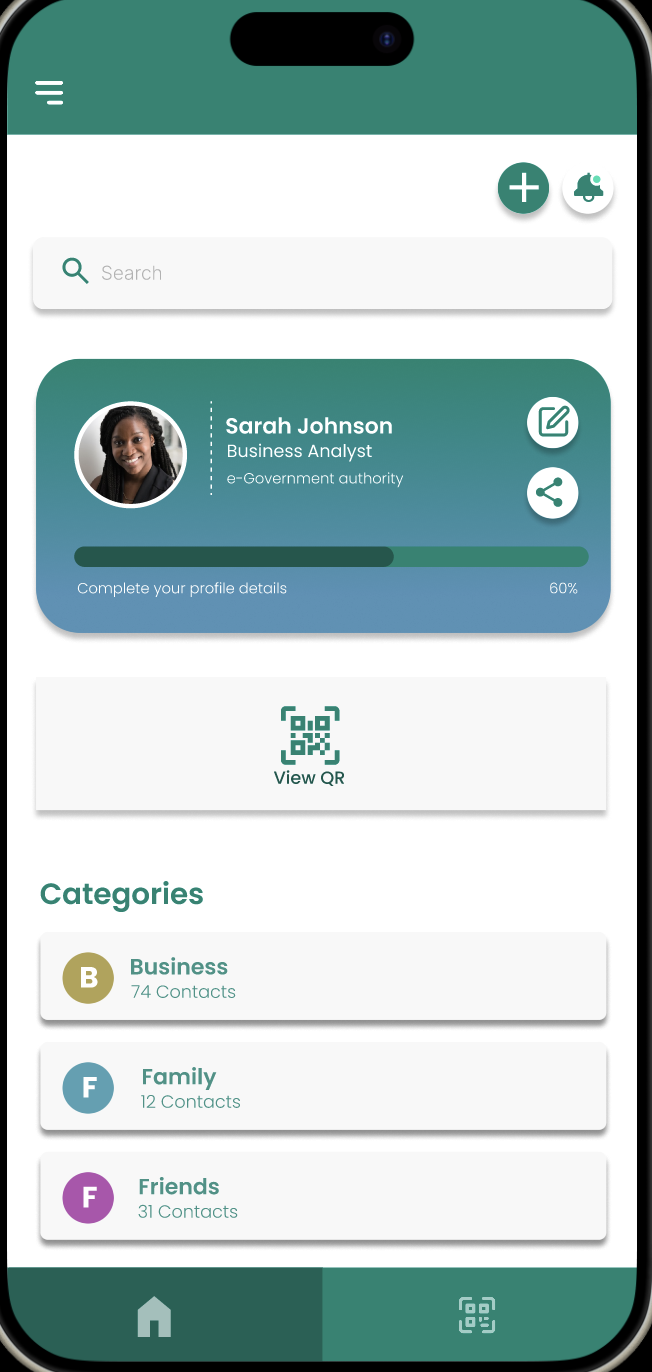 Search
Sarah Johnson
Business Analyst
e-Government authority
Complete your profile details
60%
View QR
Categories
B
Business
74 Contacts
F
Family
12 Contacts
F
Friends
31 Contacts